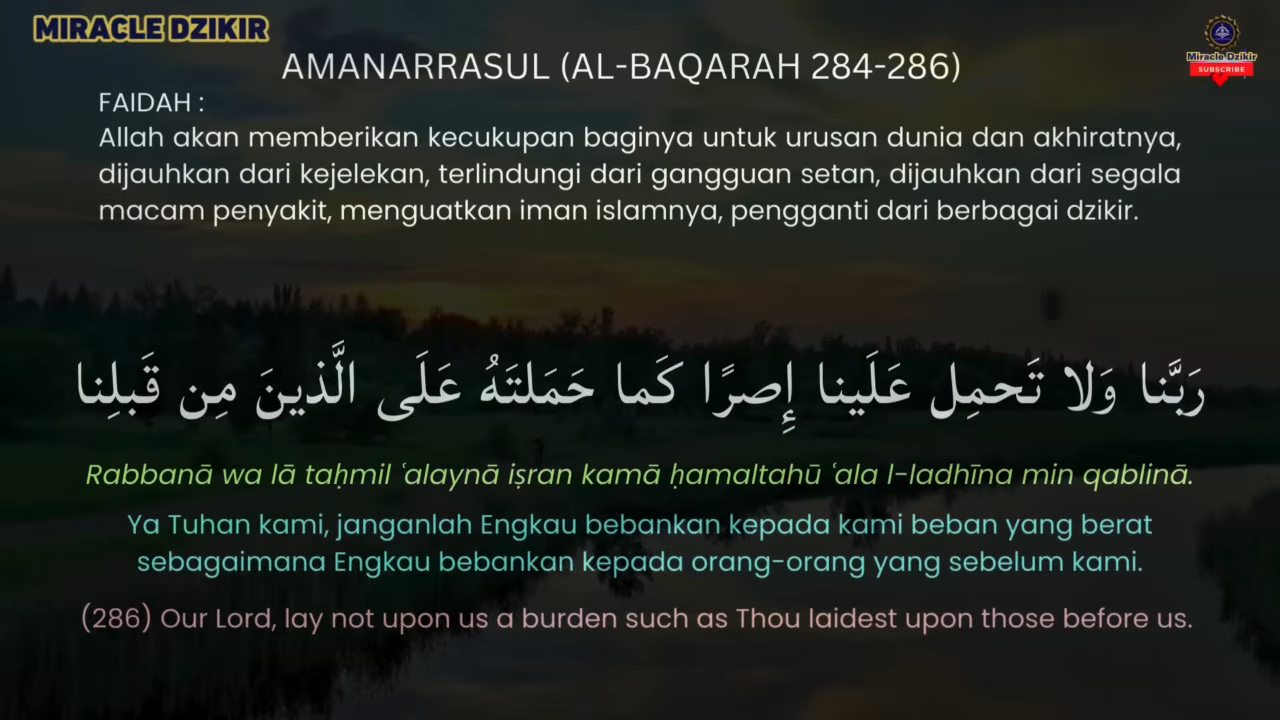 MIRACLE DZIKIR
Miracle Dzikir
SUBSCRIBE
AMANARRASUL (AL-BAQARAH 284-286)
FAIDAH :
Allah akan memberikan kecukupan baginya untuk urusan dunia dan akhiratnya,
dijauhkan dari kejelekan, terlindungi dari gangguan setan, dijauhkan dari segala
macam penyakit, menguatkan iman islamnya, pengganti dari berbagai dzikir.
رَبَّنا وَلا تَحمِل عَلَينا إِصرًا كَما حَمَلتَهُ عَلَى الَّذينَ مِن قَبلِنا
Rabbanā wa lā taḥmil ʿalaynā iṣran kamā ḥamaltahū ʿala l-ladhīna min qablinā.
Ya Tuhan kami, janganlah Engkau bebankan kepada kami beban yang berat
sebagaimana Engkau bebankan kepada orang-orang yang sebelum kami.
(286) Our Lord, lay not upon us a burden such as Thou laidest upon those before us.